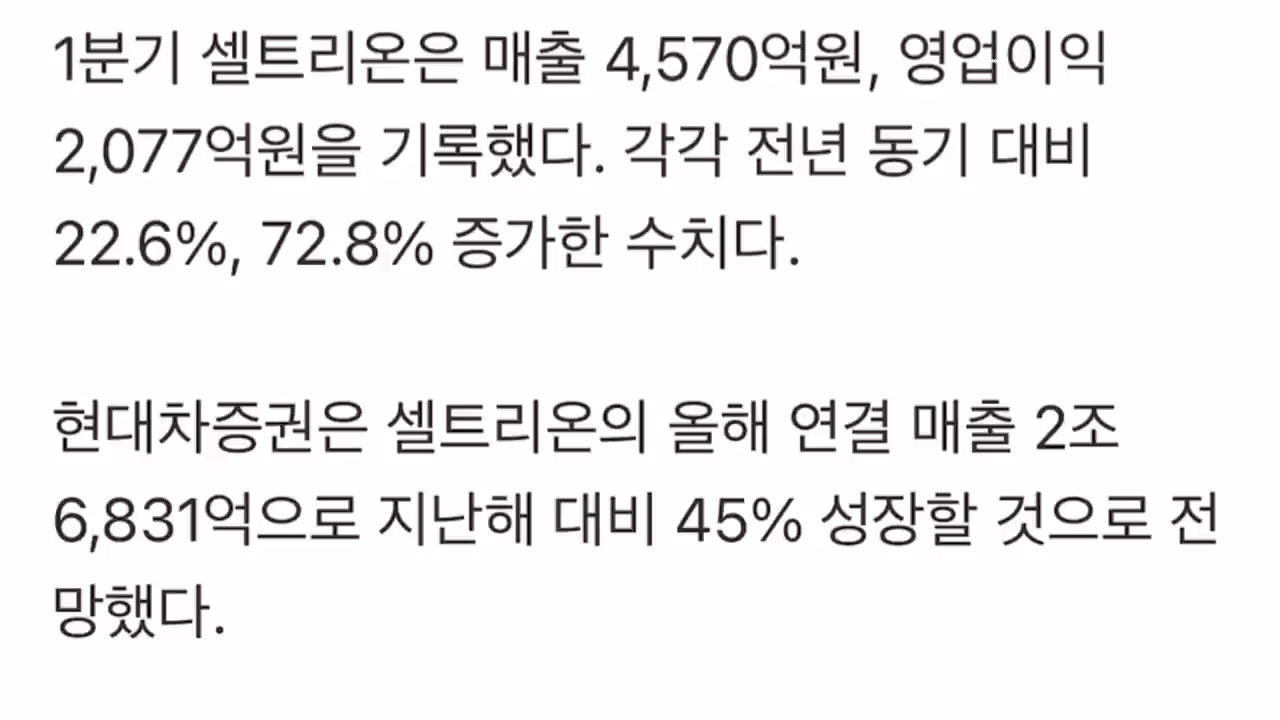 1분기 셀트리온은 매출 4,570억원, 영업이익
2,077억원을 기록했다. 각각 전년 동기 대비
22.6%, 72.8% 증가한 수치다.
현대차증권은 셀트리온의 올해 연결 매출 2조
6,831억으로 지난해 대비 45% 성장할 것으로 전
망했다.